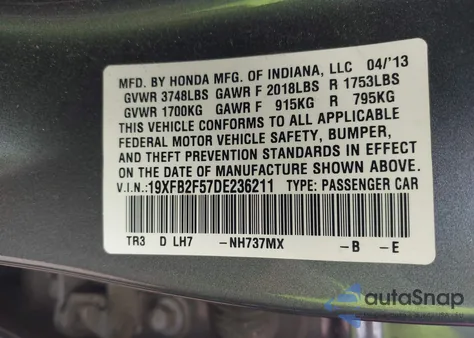 MFD. BY HONDA MFG. OF INDIANA, LLC 04/'13
GVWR 3748LBS GAWR F 2018LBS R 1753LBS
GVWR 1700KG GAWR F 915KG R 795KG
THIS VEHICLE CONFORMS TO ALL APPLICABLE
FEDERAL MOTOR VEHICLE SAFETY, BUMPER,
AND THEFT PREVENTION STANDARDS IN EFFECT
ON THE DATE OF MANUFACTURE SHOWN ABOVE.
V.I.N.: 19XFB2F57DE236211 TYPE: PASSENGER CAR
TR3 D LH7 -NH737MX -B -E
autoSnap